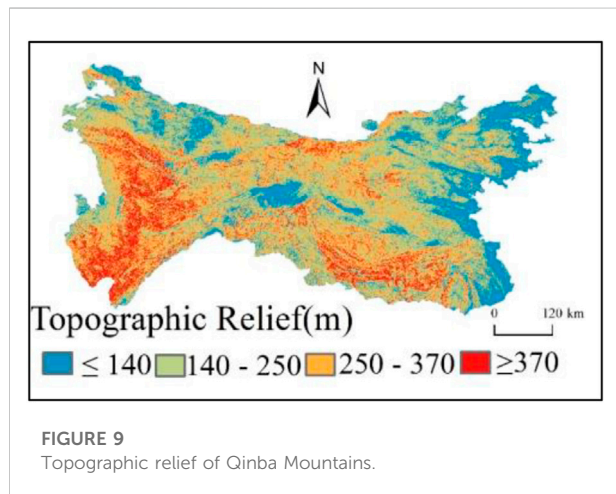 N
Topographic Relief(m)
0 120 km
≤ 140 140 - 250 250 - 370 ≥370
FIGURE 9
Topographic relief of Qinba Mountains.